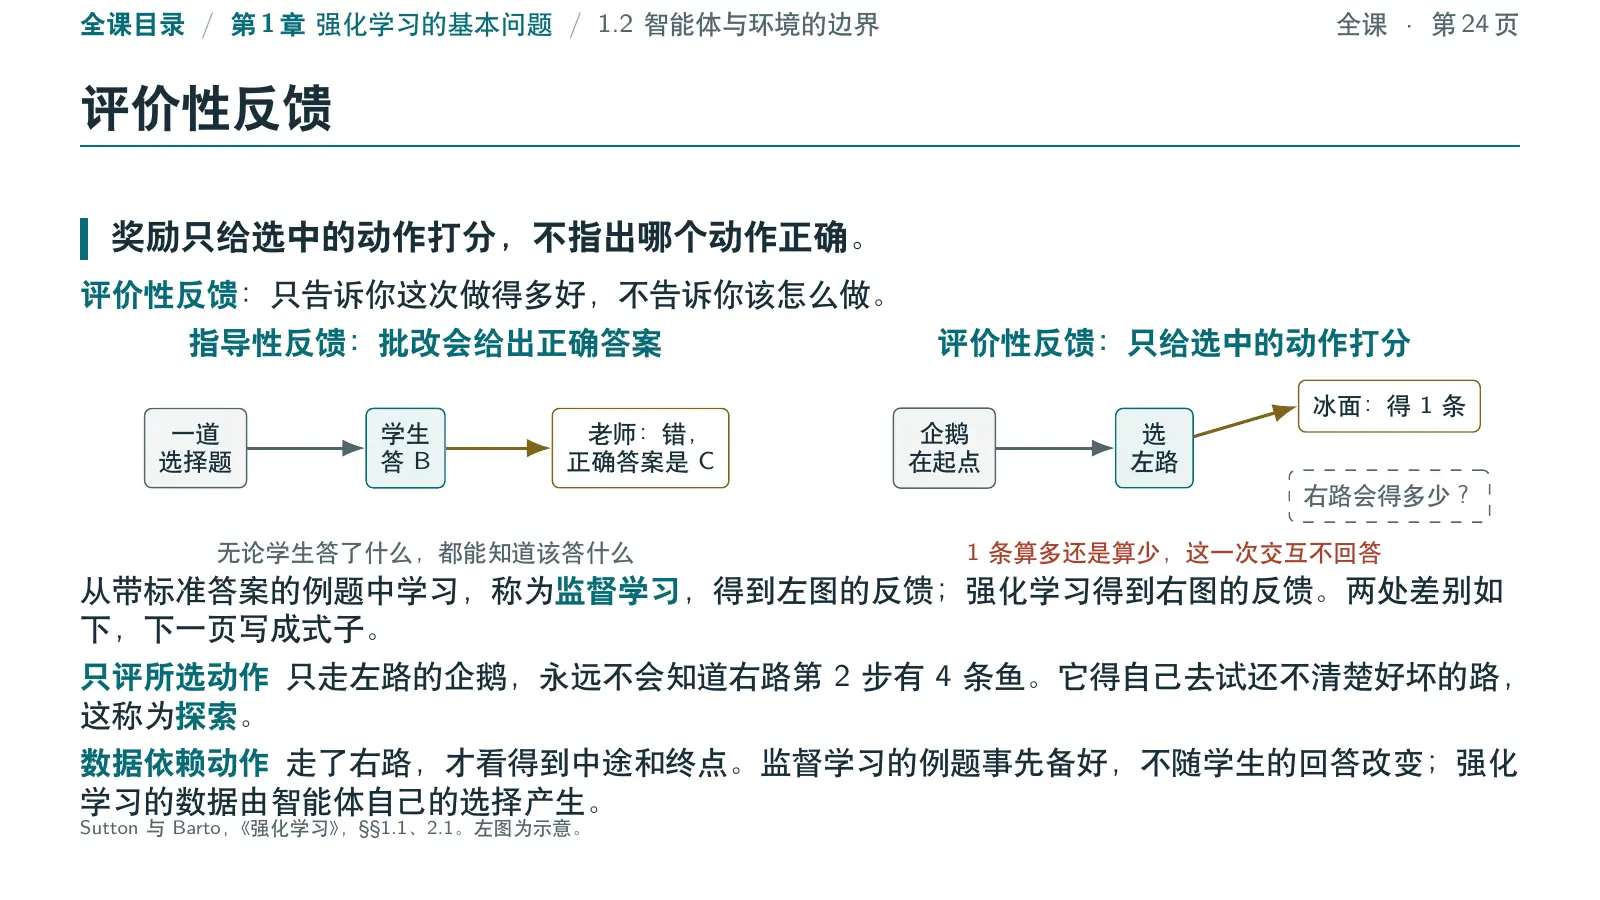 全课目录 / 第1章 强化学习的基本问题 / 1.2 智能体与环境的边界
全课 · 第24页
评价性反馈
奖励只给选中的动作打分，不指出哪个动作正确。
评价性反馈：只告诉你这次做得多好，不告诉你该怎么做。
指导性反馈：批改会给出正确答案
一道
选择题
学生
答 B
老师：错，
正确答案是 C
无论学生答了什么，都能知道该答什么
评价性反馈：只给选中的动作打分
企鹅
在起点
选
左路
冰面：得 1 条
右路会得多少？
1 条算多还是算少，这一次交互不回答
从带标准答案的例题中学习，称为监督学习，得到左图的反馈；强化学习得到右图的反馈。两处差别如
下，下一页写成式子。
只评所选动作 只走左路的企鹅，永远不会知道右路第 2 步有 4 条鱼。它得自己去试还不清楚好坏的路，
这称为探索。
数据依赖动作 走了右路，才看得到中途和终点。监督学习的例题事先备好，不随学生的回答改变；强化
学习的数据由智能体自己的选择产生。
Sutton 与 Barto，《强化学习》，§§1.1、2.1。左图为示意。